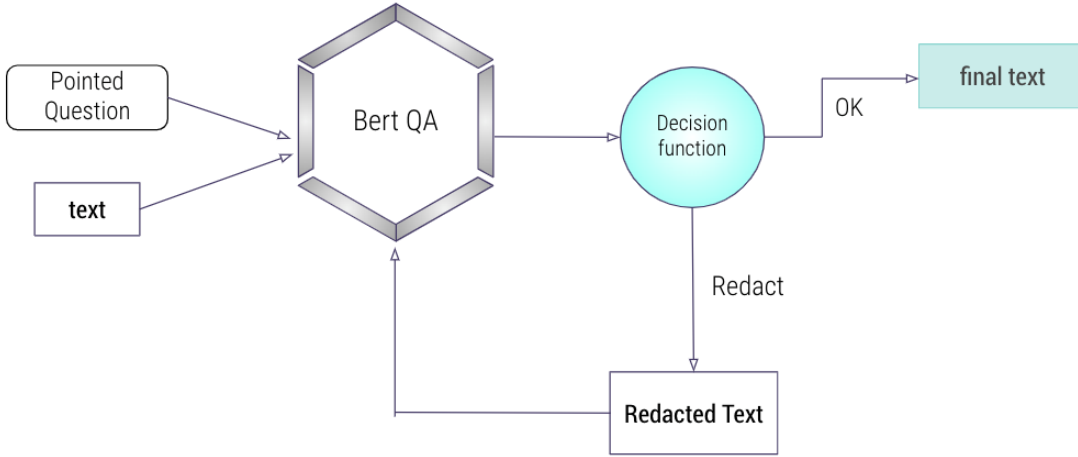 Pointed
Question
text
Bert QA
Decision
function
OK
final text
Redact
Redacted Text